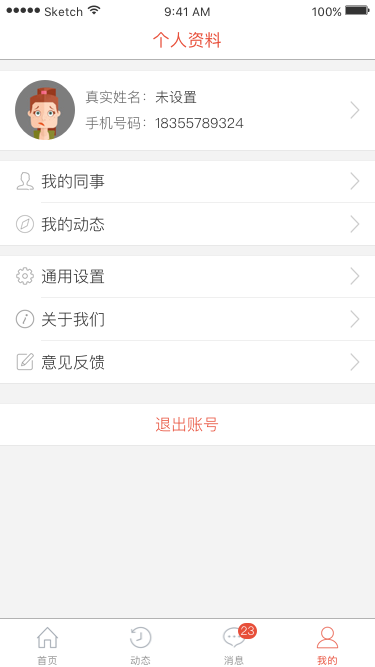 Sketch 9:41 AM 100%
个人资料
真实姓名：未设置
手机号码：18355789324
我的同事
我的动态
通用设置
关于我们
意见反馈
退出账号
23
首页 动态 消息 我的